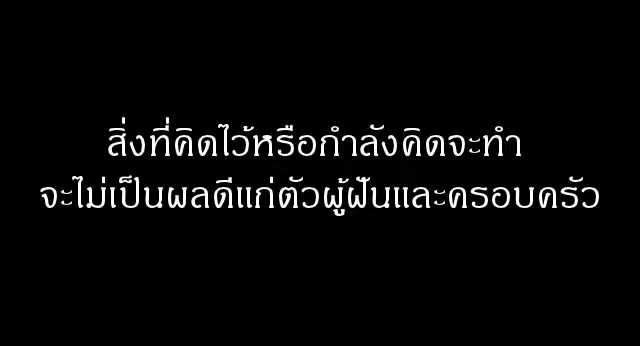 สิ่งที่คิดไว้หรือกำลังคิดจะทำ
จะไม่เป็นผลดีแก่ตัวผู้ฝันและครอบครัว